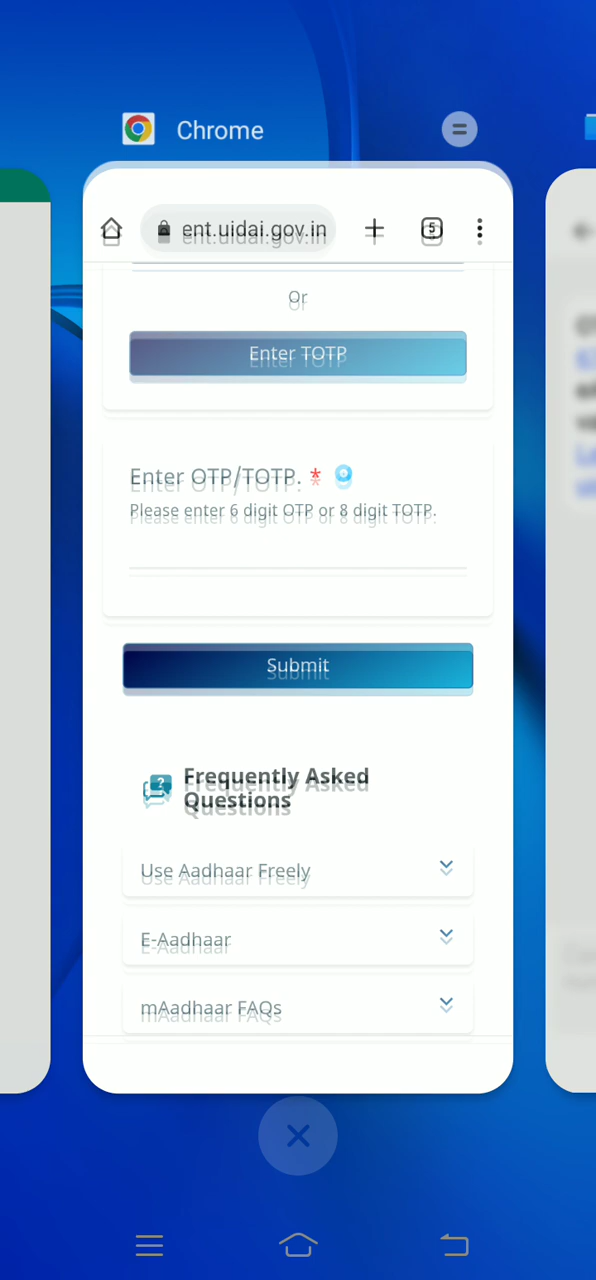 Chrome
ent.uidai.gov.in
5
Or
Enter TOTP
Enter OTP/TOTP. *
Please enter 6 digit OTP or 8 digit TOTP.
Submit
Frequently Asked
Questions
Use Aadhaar Freely
E-Aadhaar
mAadhaar FAQs